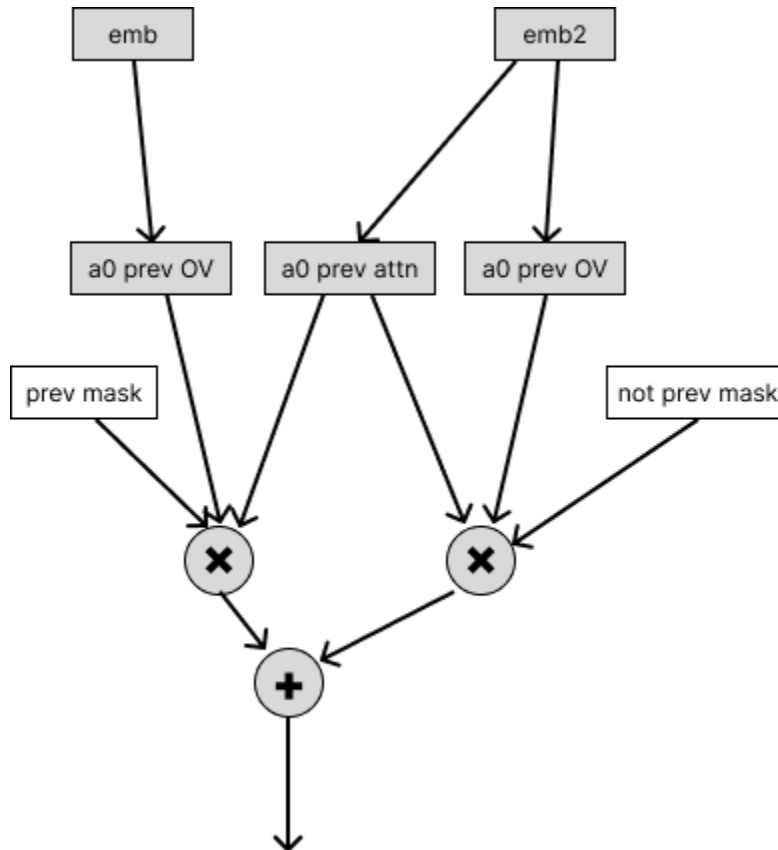 emb
emb2
a0 prev OV
a0 prev attn
a0 prev OV
prev mask
not prev mask
×
×
+